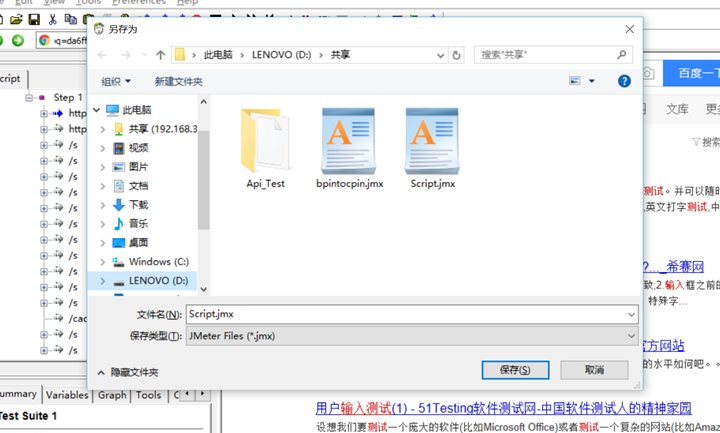 Edit View Tools Preferences Help
另存为
q=da6ff
此电脑 LENOVO (D:) 共享
搜索"共享"
百度一下
组织 新建文件夹
cript
文库 更多
搜索
Step 1
http
http
/s
/s
/s
/s
/s
/s
/s
/s
/s
/s
/s
/cac
/s
/s
此电脑
共享 (192.168.3
视频
图片
文档
下载
音乐
桌面
Windows (C:)
LENOVO (D:)
Api_Test
bpintocpin.jmx
Script.jmx
测试。并可以随时
,英文打字测试,中
?..._希赛网
致;2.输入框之前的
特殊字...
官方网站
的水平如何吧。
文件名(N): Script.jmx
保存类型(T): JMeter Files (*.jmx)
隐藏文件夹
保存(S)
取消
ummary Variables Graph Tools C
Test Suite 1
用户输入测试(1) - 51Testing软件测试网-中国软件测试人的精神家园
设想我们要测试一个庞大的软件(比如Microsoft Office)或者测试一个复杂的网站(比如Amaz